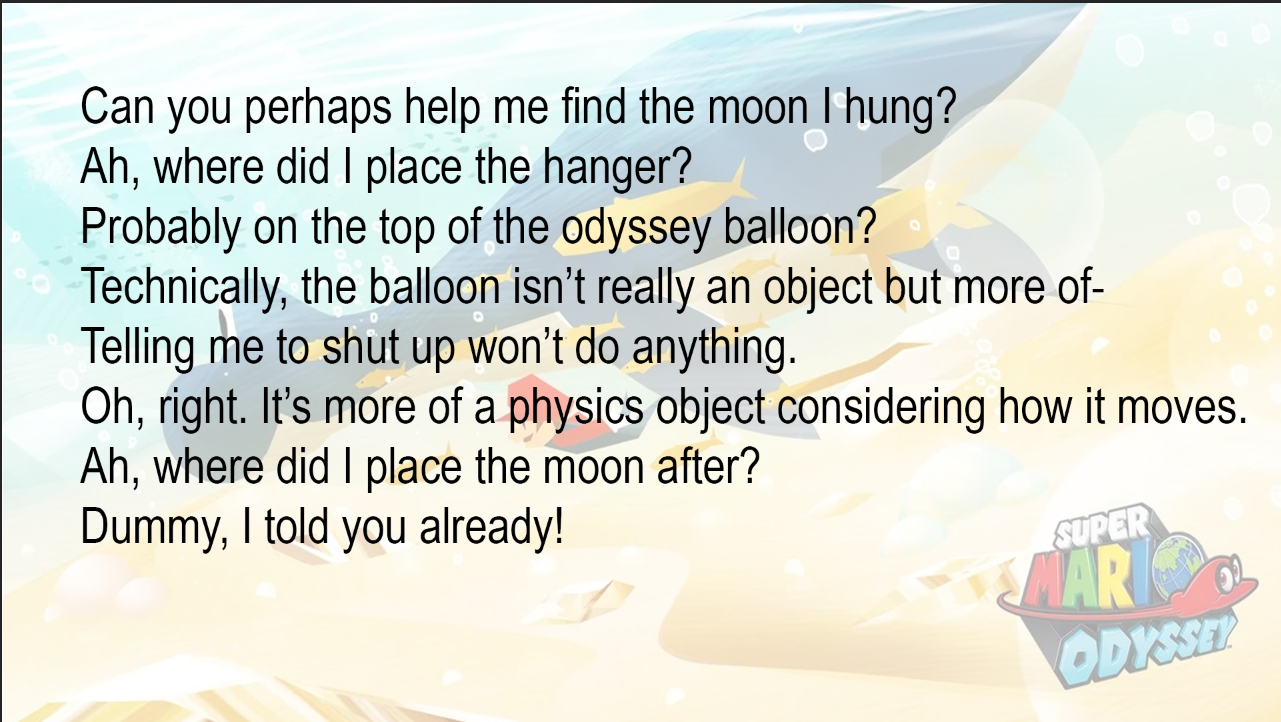 Can you perhaps help me find the moon I hung?
Ah, where did I place the hanger?
Probably on the top of the odyssey balloon?
Technically, the balloon isn’t really an object but more of-
Telling me to shut up won’t do anything.
Oh, right. It’s more of a physics object considering how it moves.
Ah, where did I place the moon after?
Dummy, I told you already!
SUPER
MARIO
ODYSSEY